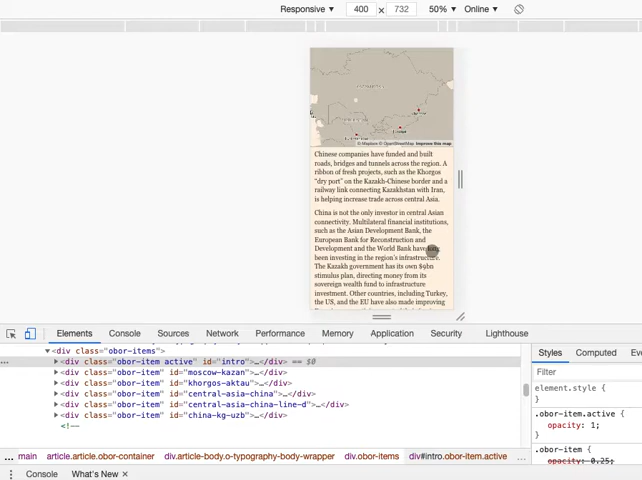 Responsive ▼ 400 × 732 50% ▼ Online ▼
© Mapbox © OpenStreetMap Improve this map
Chinese companies have funded and built
roads, bridges and tunnels across the region. A
ribbon of fresh projects, such as the Khorgos
“dry port” on the Kazakh-Chinese border and a
railway link connecting Kazakhstan with Iran,
is helping increase trade across central Asia.
China is not the only investor in central Asian
connectivity. Multilateral financial institutions,
such as the Asian Development Bank, the
European Bank for Reconstruction and
Development and the World Bank have long
been investing in the region's infrastructure.
The Kazakh government has its own $9bn
stimulus plan, directing money from its
sovereign wealth fund to infrastructure
investment. Other countries, including Turkey,
the US, and the EU have also made improving
Elements Console Sources Network Performance Memory Application Security Lighthouse
▼<div class="obor-items">
… ▶<div class="obor-item active" id="intro">…</div> == $0
▶<div class="obor-item" id="moscow-kazan">…</div>
▶<div class="obor-item" id="khorgos-aktau">…</div>
▶<div class="obor-item" id="central-asia-china">…</div>
▶<div class="obor-item" id="central-asia-china-line-d">…</div>
▶<div class="obor-item" id="china-kg-uzb">…</div>
<!--
Styles Computed Eve
Filter
element.style {
}
.obor-item.active {
opacity: 1;
}
.obor-item {
opacity: 0.25;
… main article.article.obor-container div.article-body.o-typography-body-wrapper div.obor-items div#intro.obor-item.active …
⋮ Console What's New ×